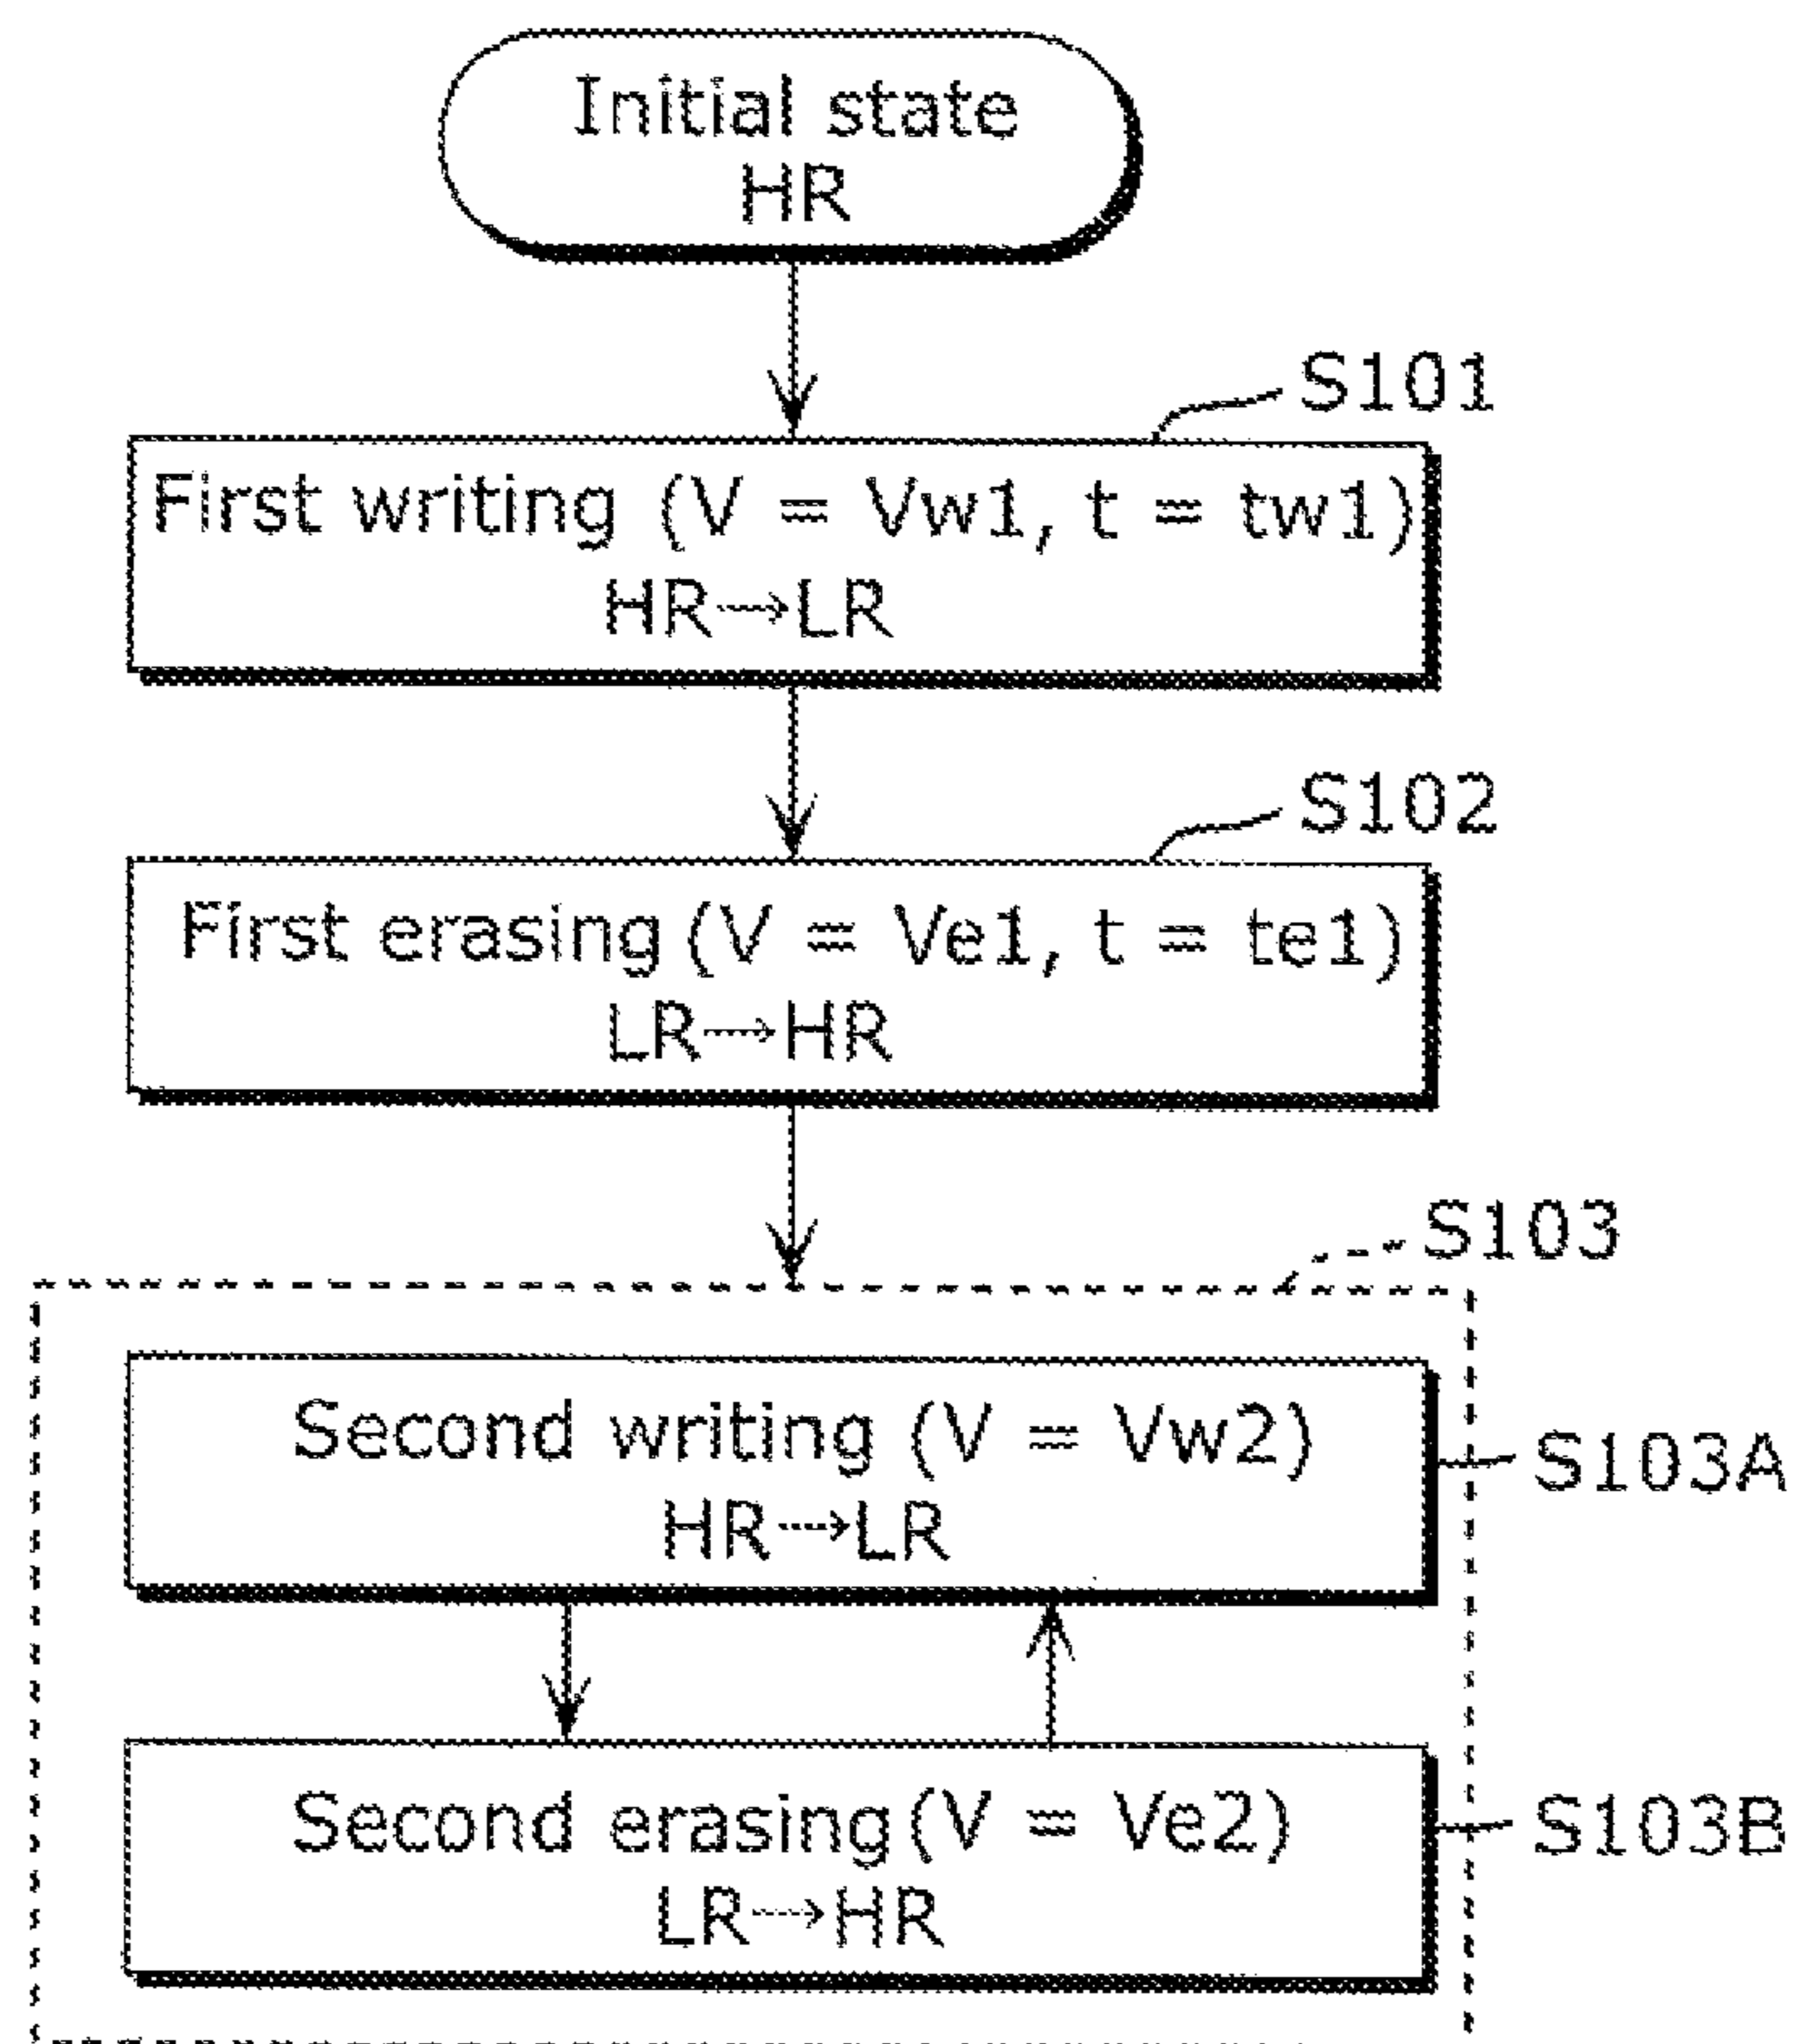 Initial state
HR
S101
First writing (V = Vw1, t = tw1)
HR→LR
S102
First erasing (V = Ve1, t = te1)
LR→HR
S103
Second writing (V = Vw2)
HR→LR
S103A
Second erasing (V = Ve2)
LR→HR
S103B